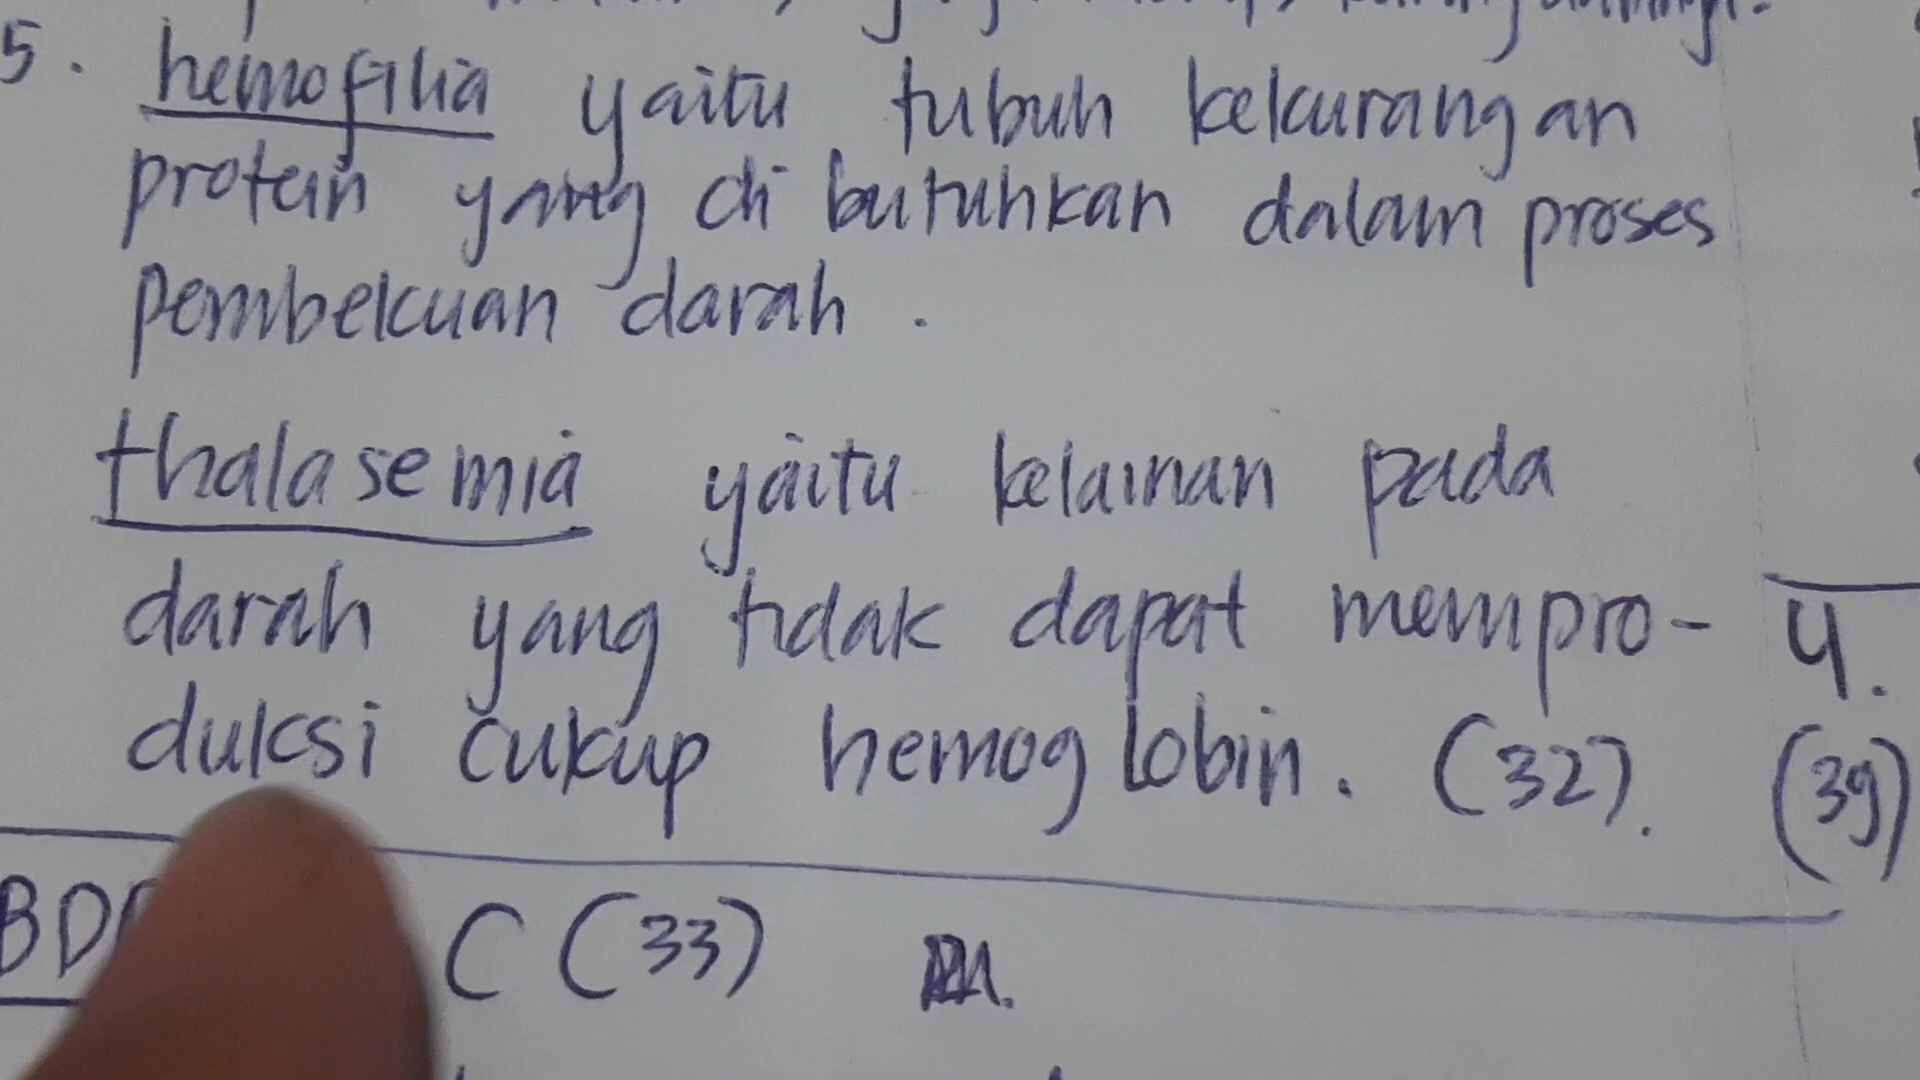 5. hemofilia yaitu tubuh kekurangan
protein yang di butuhkan dalam proses
pembekuan darah.
thalasemia yaitu kelainan pada
darah yang tidak dapat mempro-
duksi cukup hemoglobin. (32).
4.
(39)
C (33)